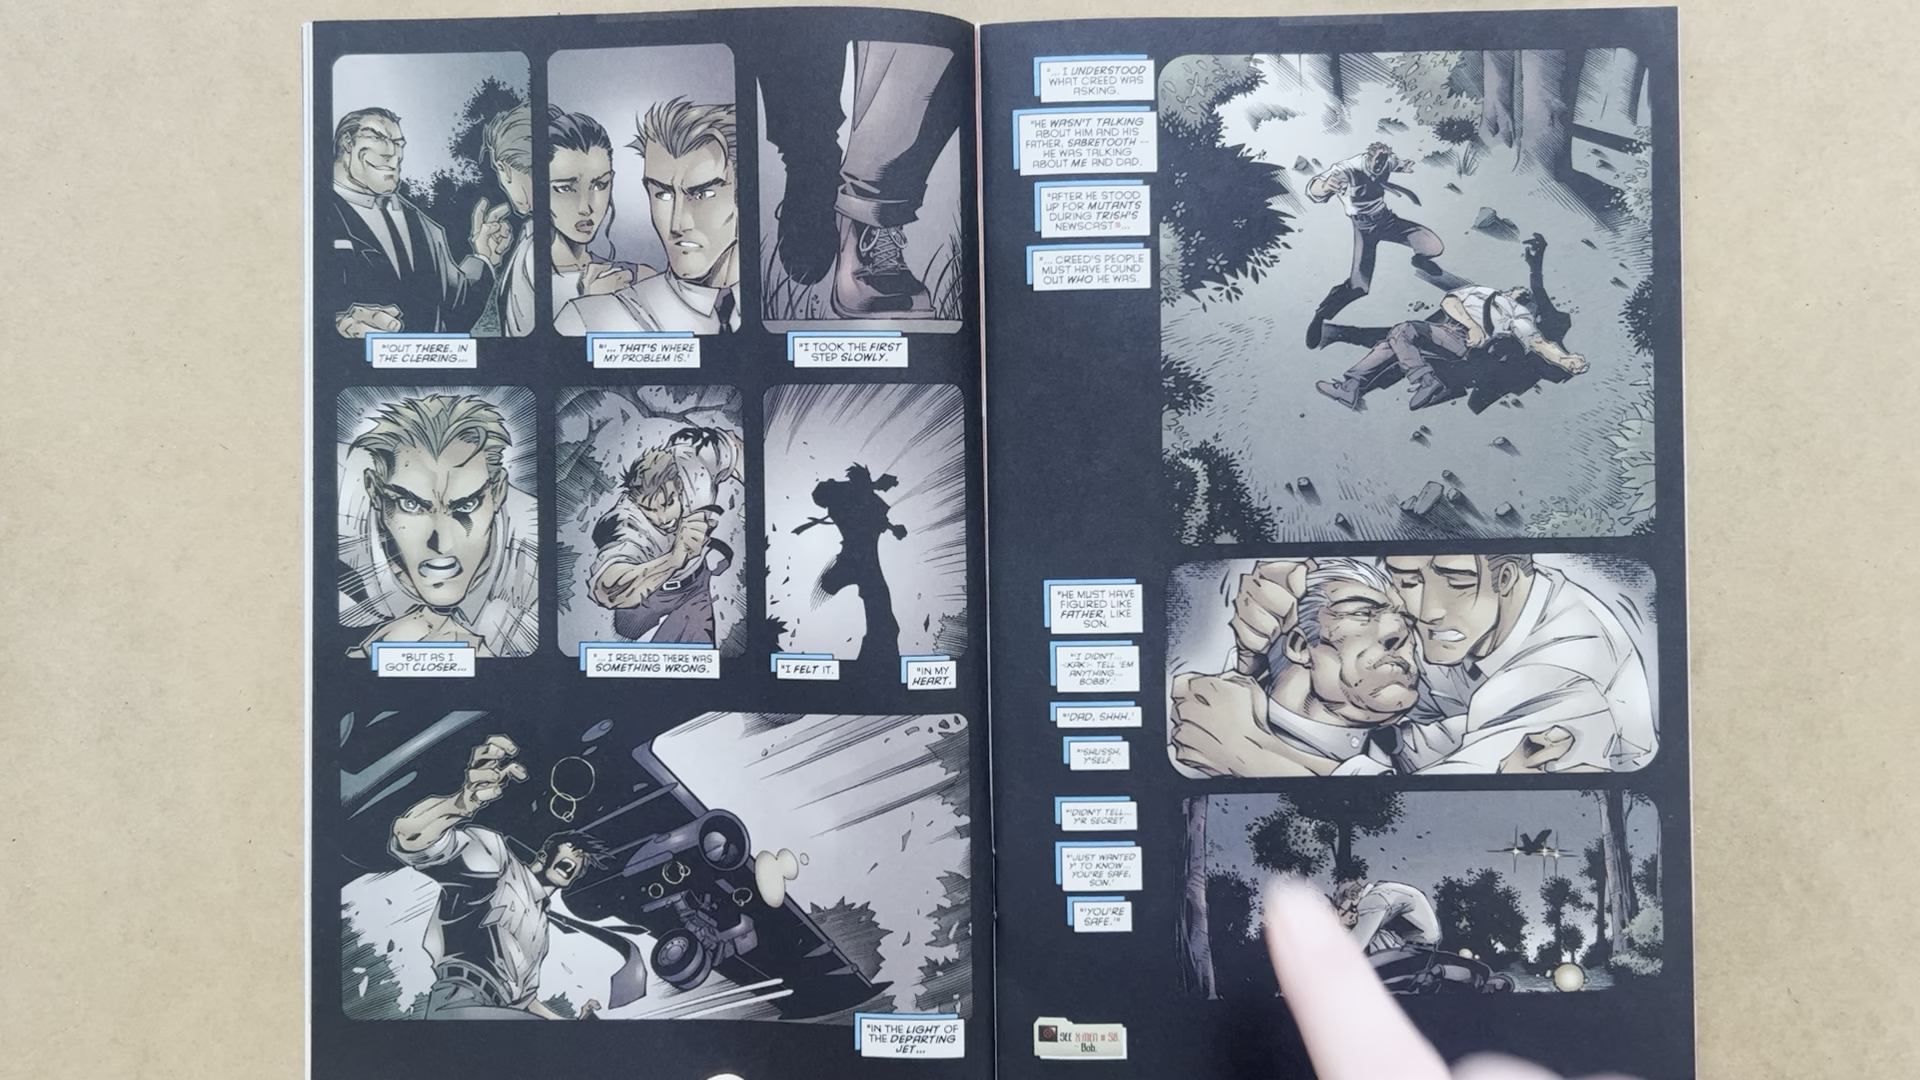 "'OUT THERE, IN
THE CLEARING...
"'... THAT'S WHERE
MY PROBLEM IS.'
"I TOOK THE FIRST
STEP SLOWLY.
"BUT AS I
GOT CLOSER...
"... I REALIZED THERE WAS
SOMETHING WRONG.
"I FELT IT.
"IN MY
HEART.
"IN THE LIGHT OF
THE DEPARTING
JET...
"... I UNDERSTOOD
WHAT CREED WAS
ASKING.
"HE WASN'T TALKING
ABOUT HIM AND HIS
FATHER, SABRETOOTH --
HE WAS TALKING
ABOUT ME AND DAD.
"AFTER HE STOOD
UP FOR MUTANTS
DURING TRISH'S
NEWSCAST*...
"... CREED'S PEOPLE
MUST HAVE FOUND
OUT WHO HE WAS.
"HE MUST HAVE
FIGURED LIKE
FATHER, LIKE
SON.
"'I DIDN'T...
<KAK> TELL 'EM
ANYTHING...
BOBBY.'
"'DAD, SHHH.'
"'SHUSSH,
Y'SELF.
"'DIDN'T TELL...
Y'R SECRET.
"'JUST WANTED
Y' TO KNOW...
YOU'RE SAFE,
SON.'
"'YOU'RE
SAFE.'"
SEE X-MEN # 58.
- Bob.